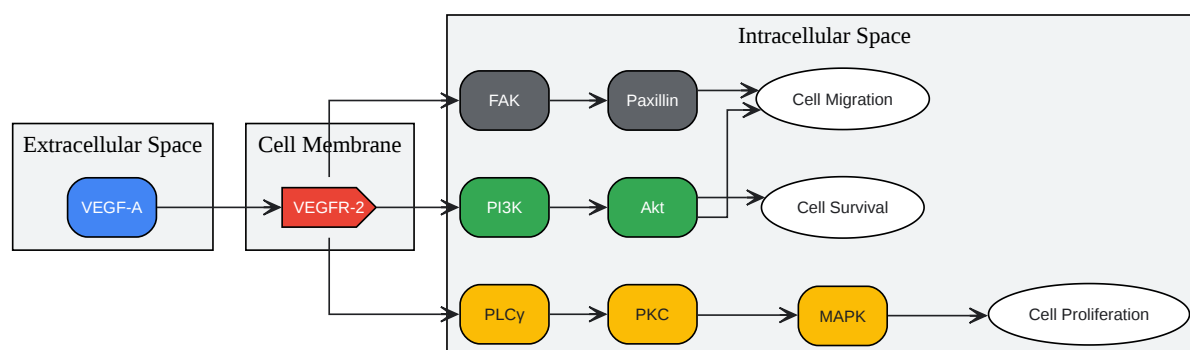 Intracellular Space
FAK
Paxillin
Cell Migration
Extracellular Space
Cell Membrane
VEGF-A
VEGFR-2
PI3K
Akt
Cell Survival
PLCγ
PKC
MAPK
Cell Proliferation